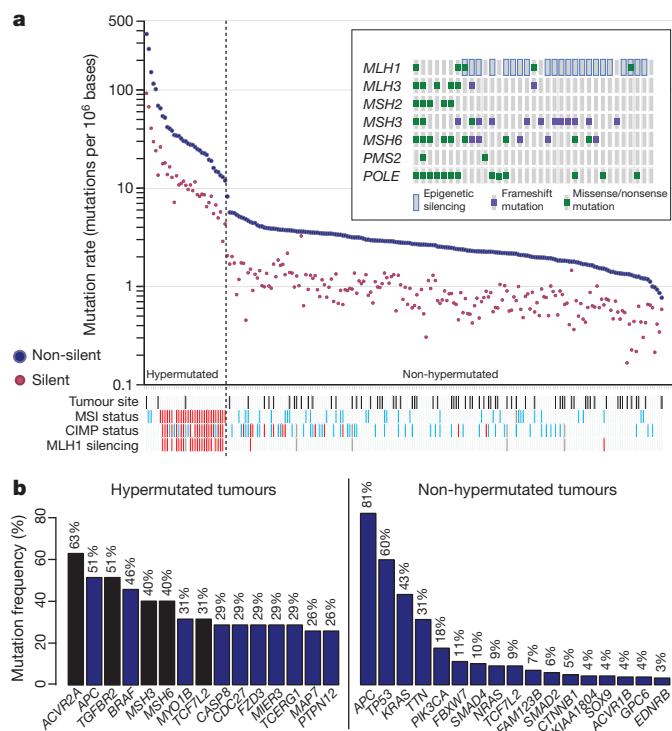 a
Mutation rate (mutations per 10⁶ bases)
500
100
10
1
0.1
MLH1
MLH3
MSH2
MSH3
MSH6
PMS2
POLE
Epigenetic silencing
Frameshift mutation
Missense/nonsense mutation
Non-silent
Silent
Hypermutated
Non-hypermutated
Tumour site
MSI status
CIMP status
MLH1 silencing
b
Hypermutated tumours
Non-hypermutated tumours
Mutation frequency (%)
80
60
40
20
0
63% 51% 51% 46% 40% 40% 31% 31% 29% 29% 29% 29% 29% 26% 26%
ACVR2A APC TGFBR2 BRAF MSH3 MSH6 MYO1B TCF7L2 CASP8 CDC27 FZD3 MIER3 TCERG1 MAP7 PTPN12
81% 60% 43% 31% 18% 11% 10% 9% 9% 7% 6% 5% 4% 4% 4% 4% 3%
APC TP53 KRAS TTN PIK3CA FBXW7 SMAD4 NRAS TCF7L2 FAM123B SMAD2 CTNNB1 KIAA1804 SOX9 ACVR1B GPC6 EDNRB